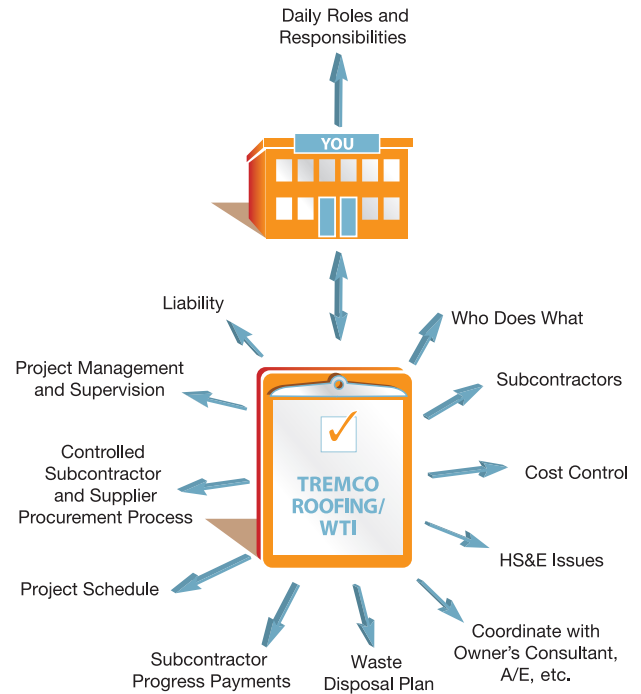 Daily Roles and
Responsibilities
YOU
Liability
Who Does What
Project Management
and Supervision
Subcontractors
Controlled
Subcontractor
and Supplier
Procurement Process
TREMCO
ROOFING/
WTI
Cost Control
HS&E Issues
Project Schedule
Subcontractor
Progress Payments
Waste
Disposal Plan
Coordinate with
Owner's Consultant,
A/E, etc.